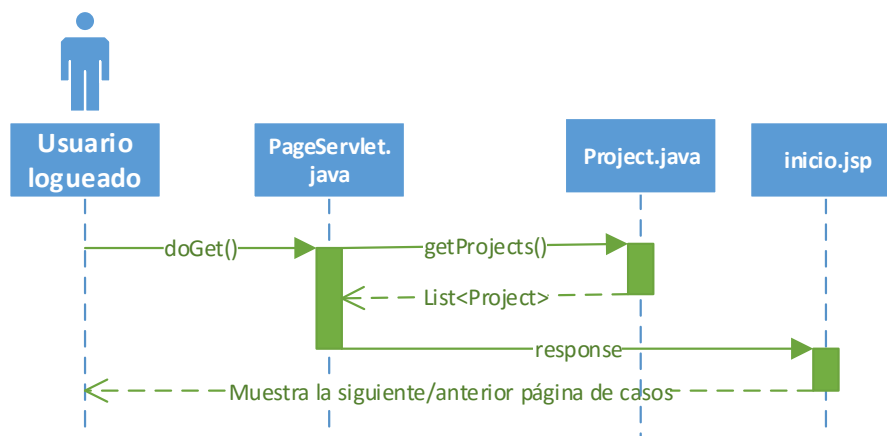 Usuario
logueado
PageServlet.
java
Project.java
inicio.jsp
doGet()
getProjects()
List<Project>
response
Muestra la siguiente/anterior página de casos